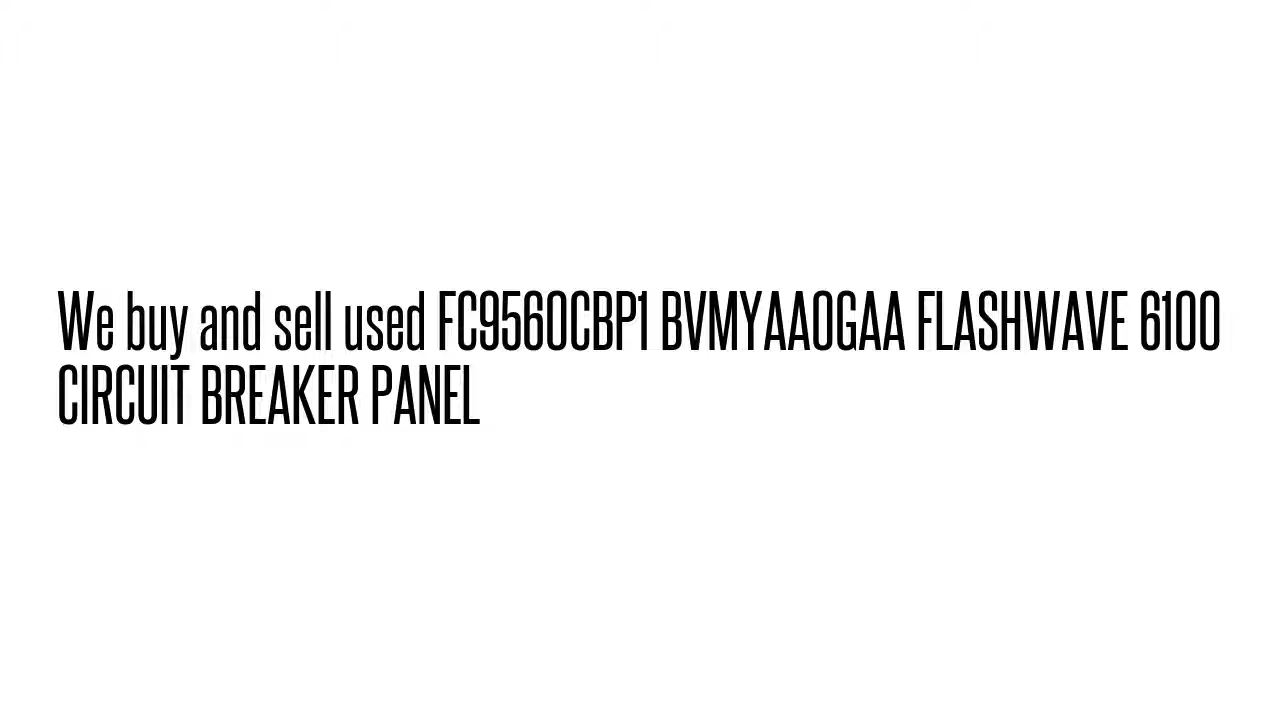 We buy and sell used FC9560CBP1 BVMYAA0GAA FLASHWAVE 6100
CIRCUIT BREAKER PANEL